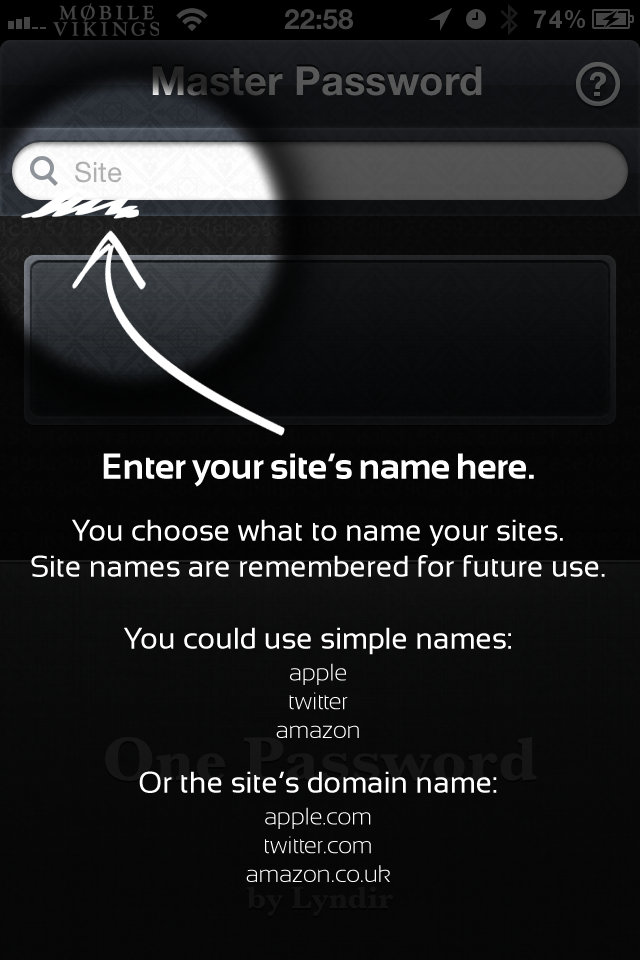 MØBILE
VIKINGS
22:58
74%
Master Password
Site
Enter your site's name here.
You choose what to name your sites.
Site names are remembered for future use.
You could use simple names:
apple
twitter
amazon
One Password
Or the site's domain name:
apple.com
twitter.com
amazon.co.uk
by Lyndir